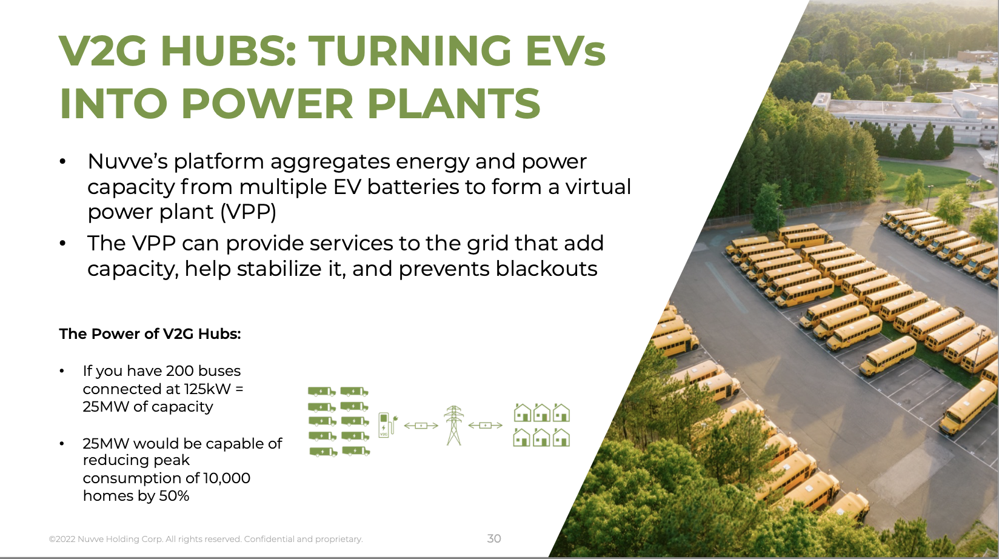 V2G HUBS: TURNING EVs
INTO POWER PLANTS
• Nuvve’s platform aggregates energy and power
capacity from multiple EV batteries to form a virtual
power plant (VPP)
• The VPP can provide services to the grid that add
capacity, help stabilize it, and prevents blackouts
The Power of V2G Hubs:
• If you have 200 buses
connected at 125kW =
25MW of capacity
• 25MW would be capable of
reducing peak
consumption of 10,000
homes by 50%
V2G
©2022 Nuvve Holding Corp. All rights reserved. Confidential and proprietary.
30